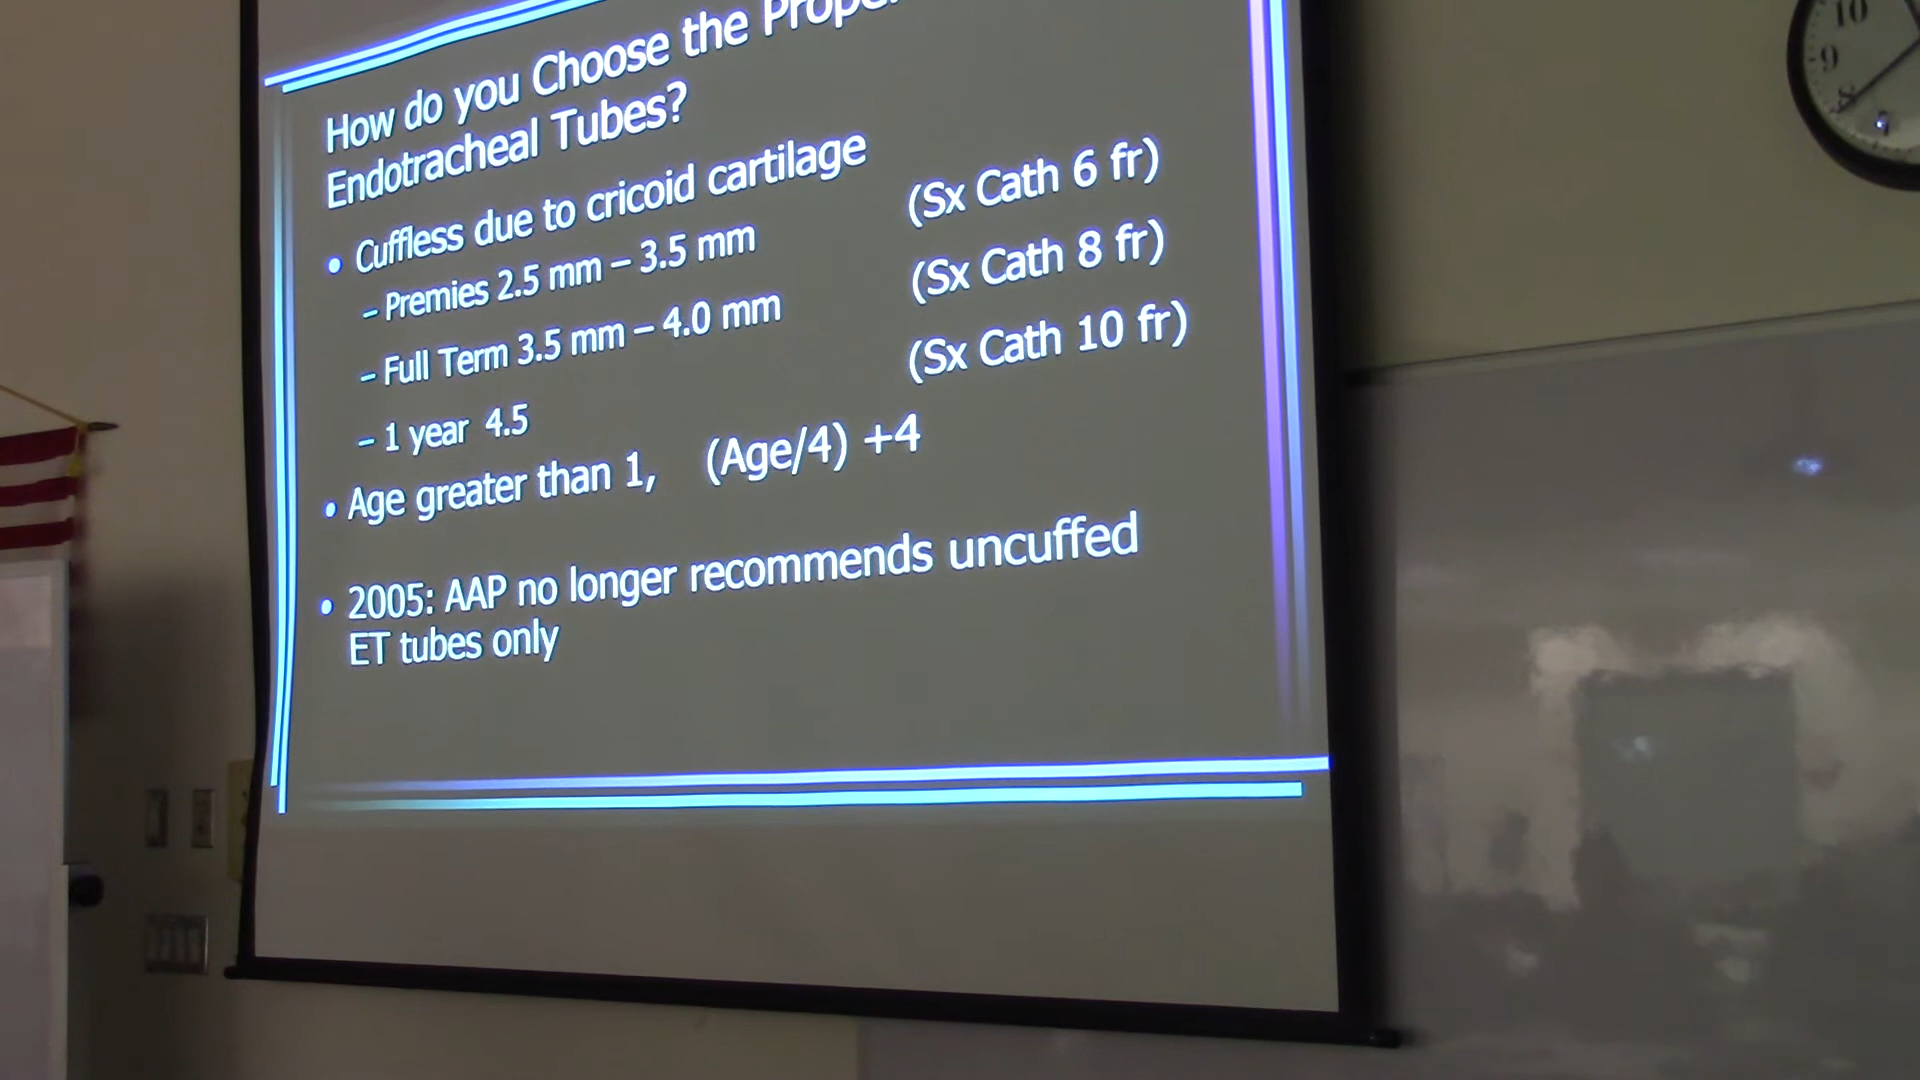 How do you Choose the Proper
Endotracheal Tubes?
• Cuffless due to cricoid cartilage
– Premies 2.5 mm – 3.5 mm (Sx Cath 6 fr)
– Full Term 3.5 mm – 4.0 mm (Sx Cath 8 fr)
– 1 year 4.5 (Sx Cath 10 fr)
• Age greater than 1, (Age/4) +4
• 2005: AAP no longer recommends uncuffed
ET tubes only
10
9
8
7